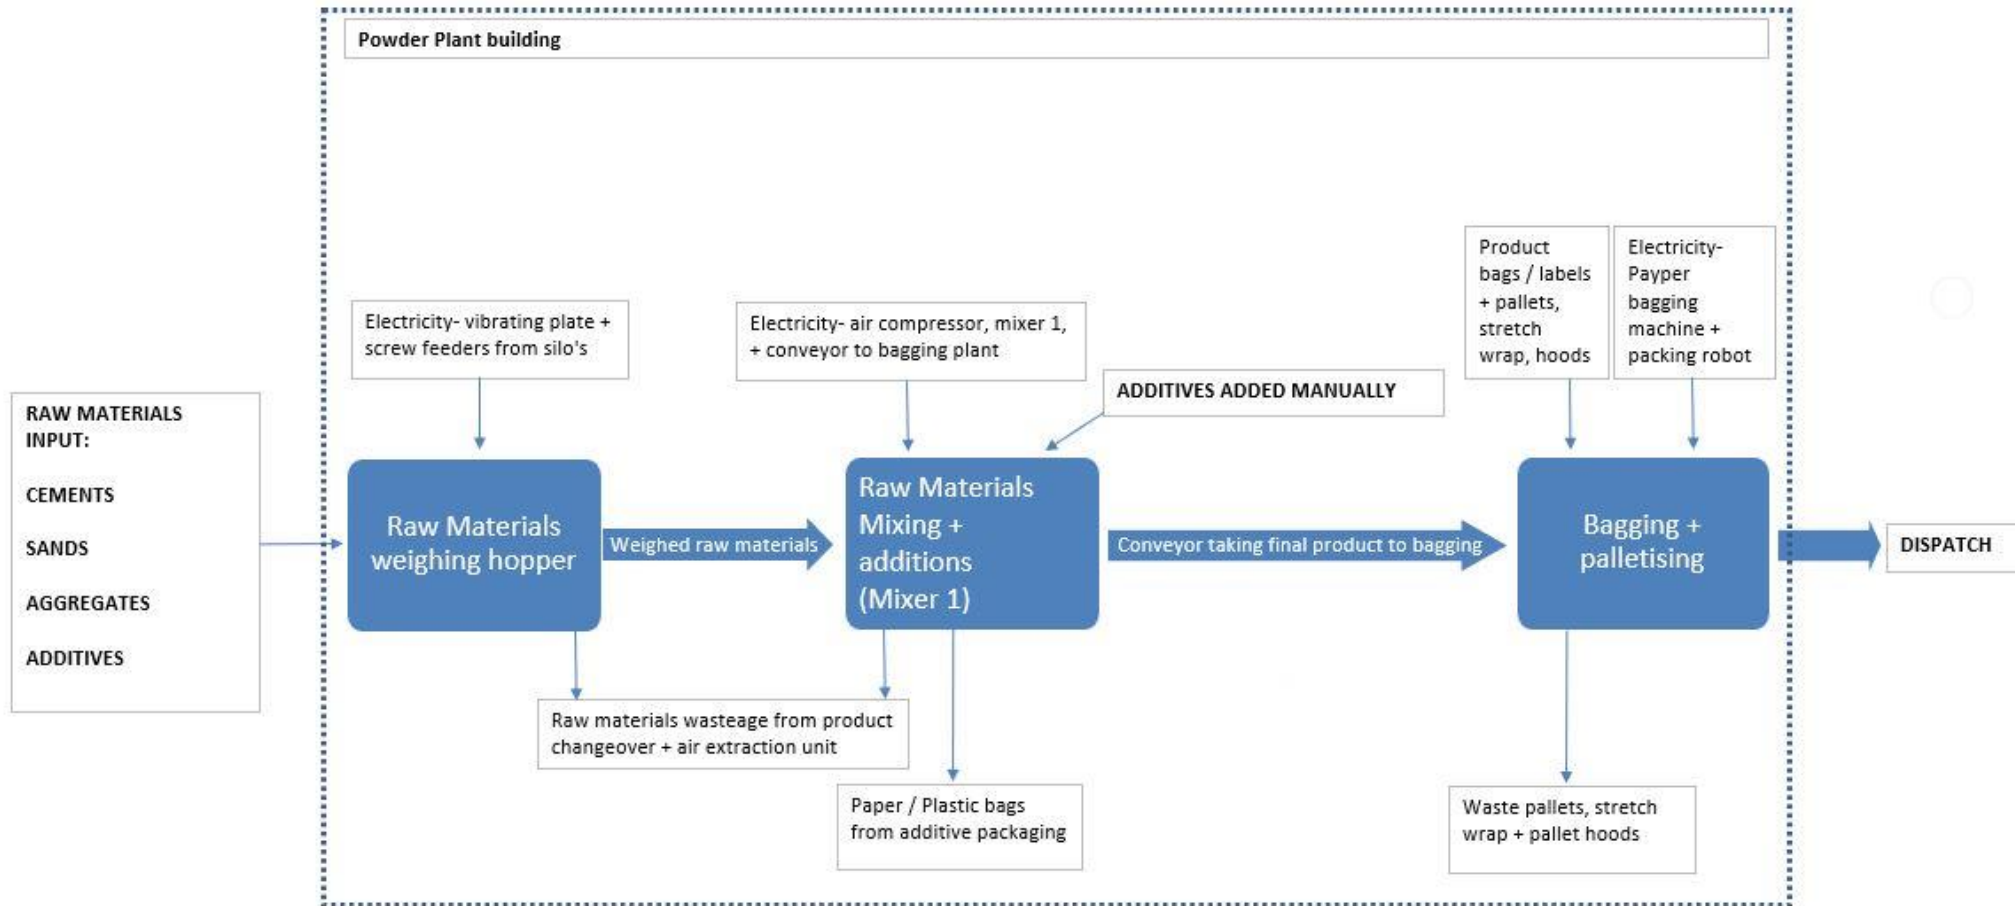 Powder Plant building
Product
bags / labels
+ pallets,
stretch
wrap, hoods
Electricity-
Payper
bagging
machine +
packing robot
Electricity- vibrating plate +
screw feeders from silo's
Electricity- air compressor, mixer 1,
+ conveyor to bagging plant
ADDITIVES ADDED MANUALLY
RAW MATERIALS
INPUT:
CEMENTS
SANDS
AGGREGATES
ADDITIVES
Raw Materials
weighing hopper
Weighed raw materials
Raw Materials
Mixing +
additions
(Mixer 1)
Conveyor taking final product to bagging
Bagging +
palletising
DISPATCH
Raw materials wastage from product
changeover + air extraction unit
Paper / Plastic bags
from additive packaging
Waste pallets, stretch
wrap + pallet hoods